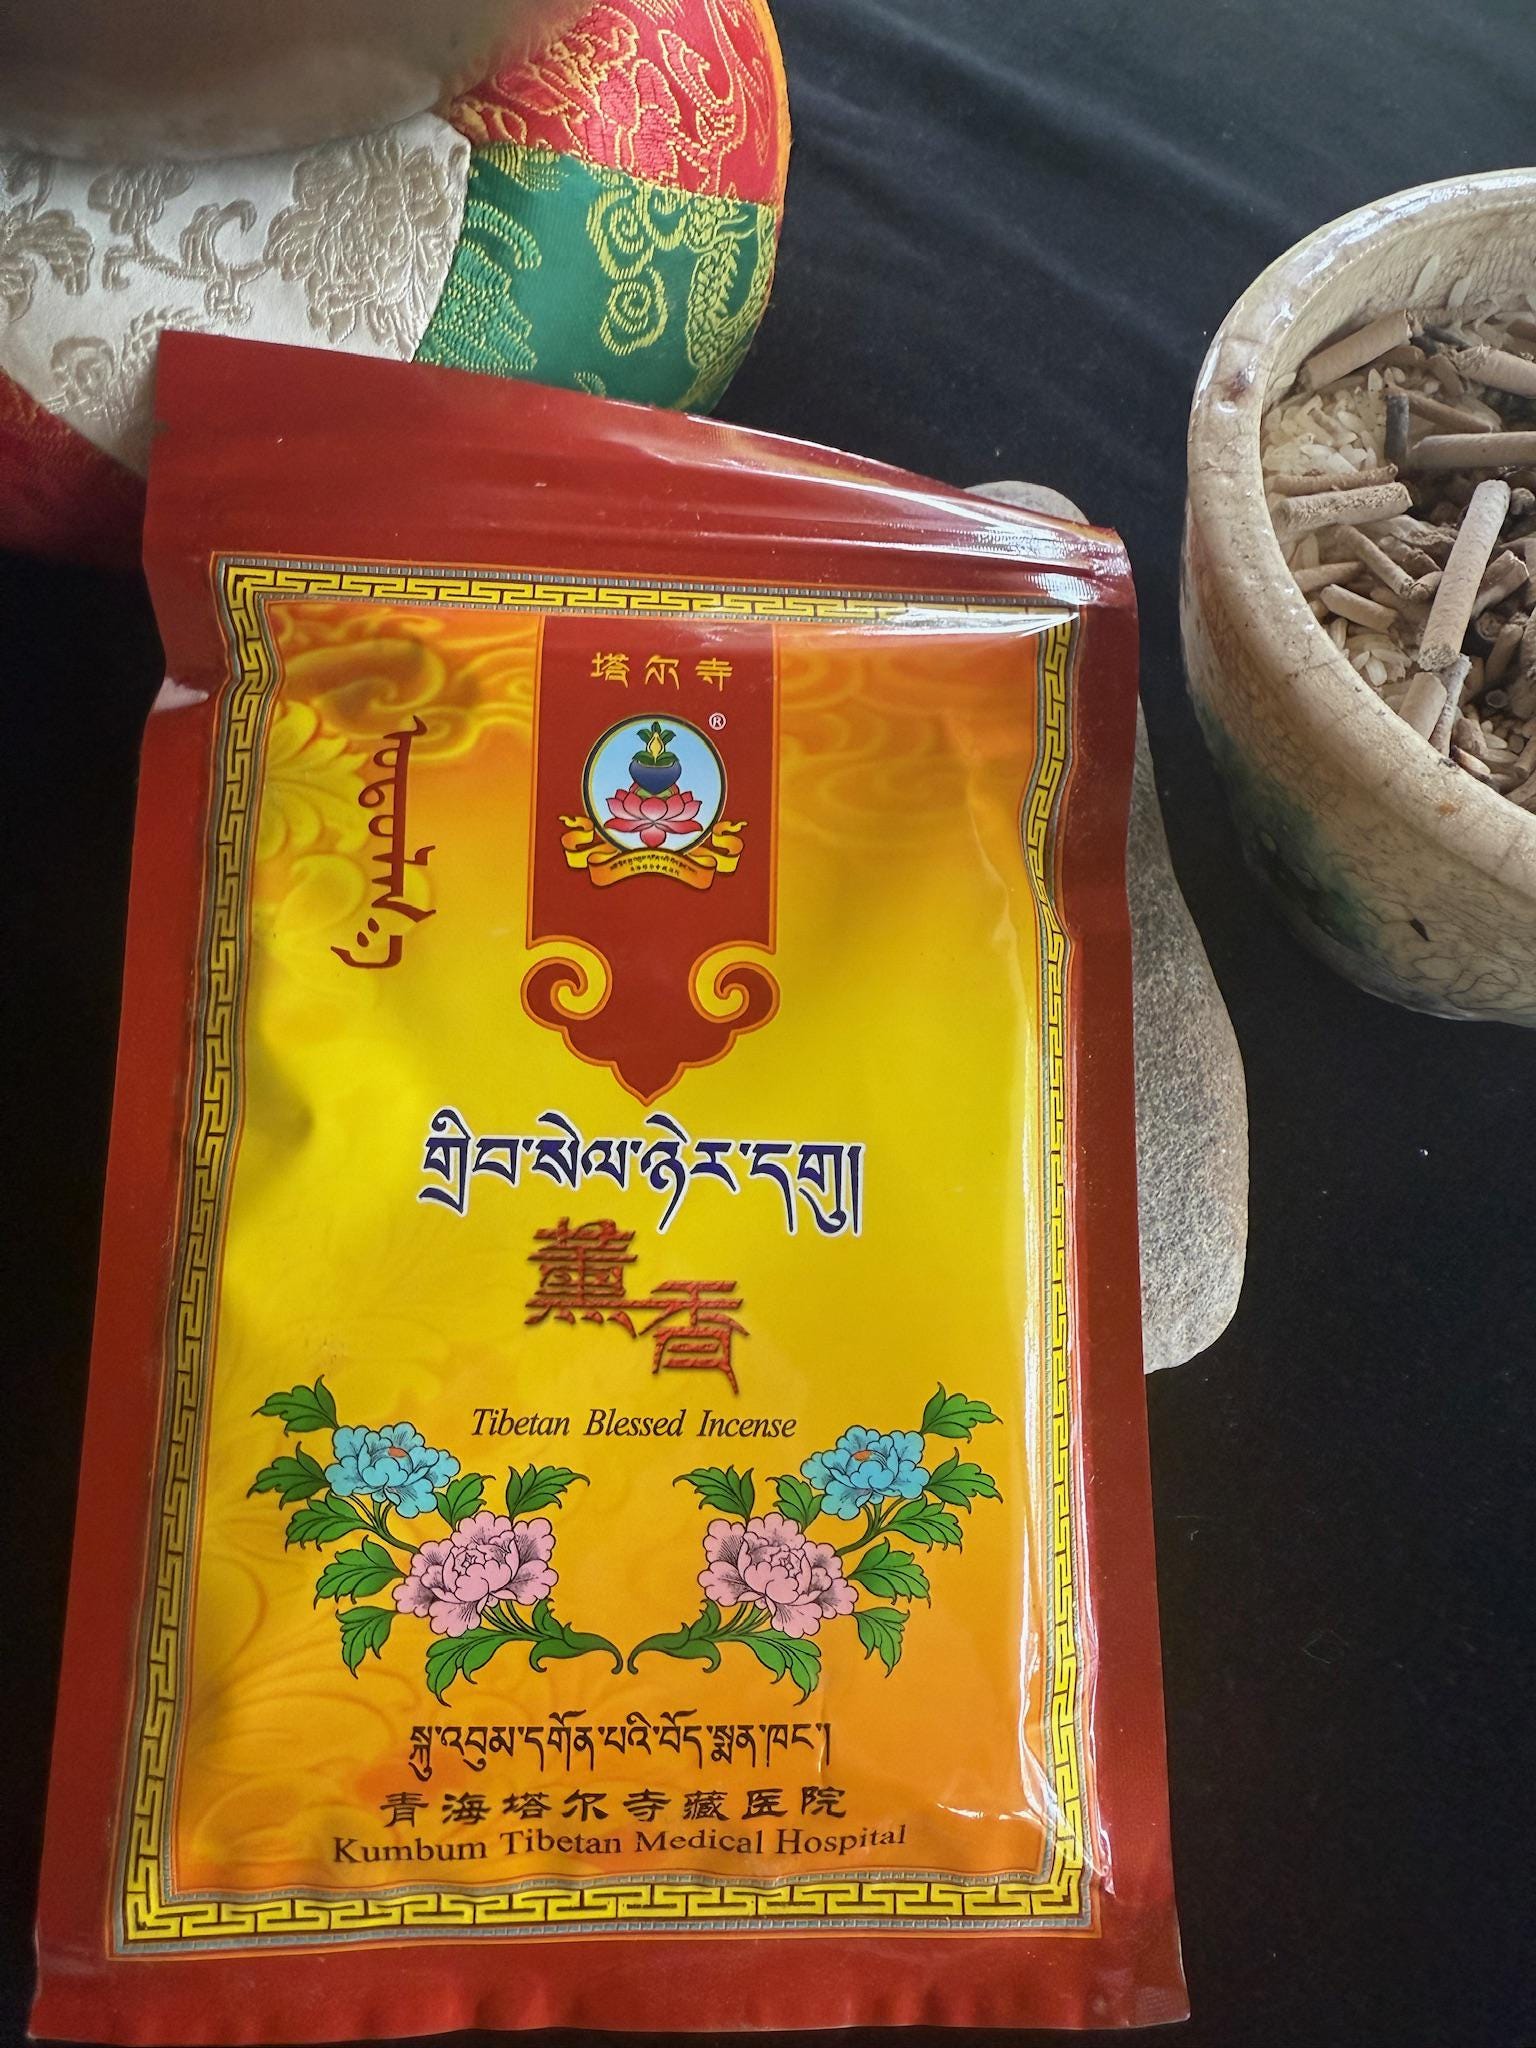 塔尔寺
®
གྲིབ་སེལ་ཉེར་དགུ།
薰香
Tibetan Blessed Incense
སྐུ་འབུམ་དགོན་པའི་བོད་སྨན་ཁང་།
青海塔尔寺藏医院
Kumbum Tibetan Medical Hospital